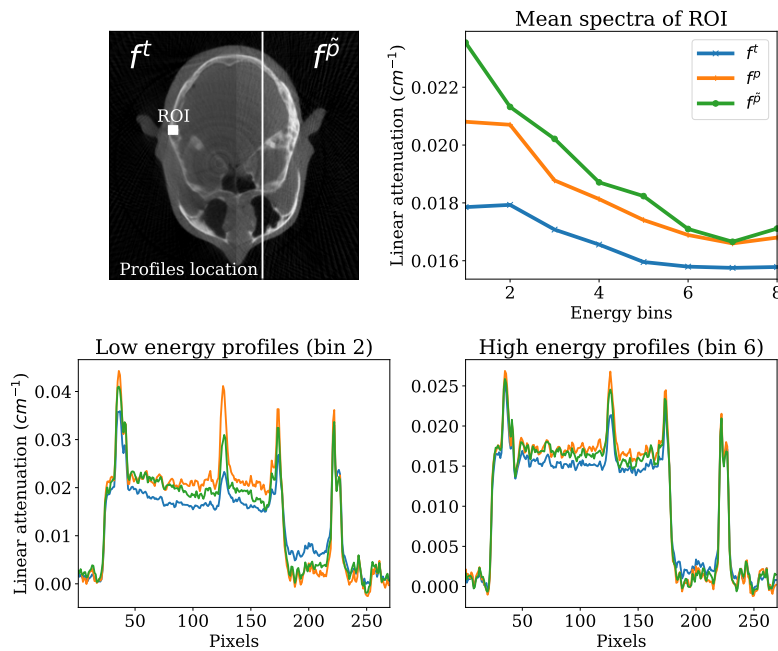 f^t f^p̃
ROI
Profiles location
Mean spectra of ROI
Linear attenuation (cm⁻¹)
0.022
0.020
0.018
0.016
f^t
f^p
f^p̃
2 4 6 8
Energy bins
Low energy profiles (bin 2)
Linear attenuation (cm⁻¹)
0.04
0.03
0.02
0.01
0.00
50 100 150 200 250
Pixels
High energy profiles (bin 6)
0.025
0.020
0.015
0.010
0.005
0.000
50 100 150 200 250
Pixels